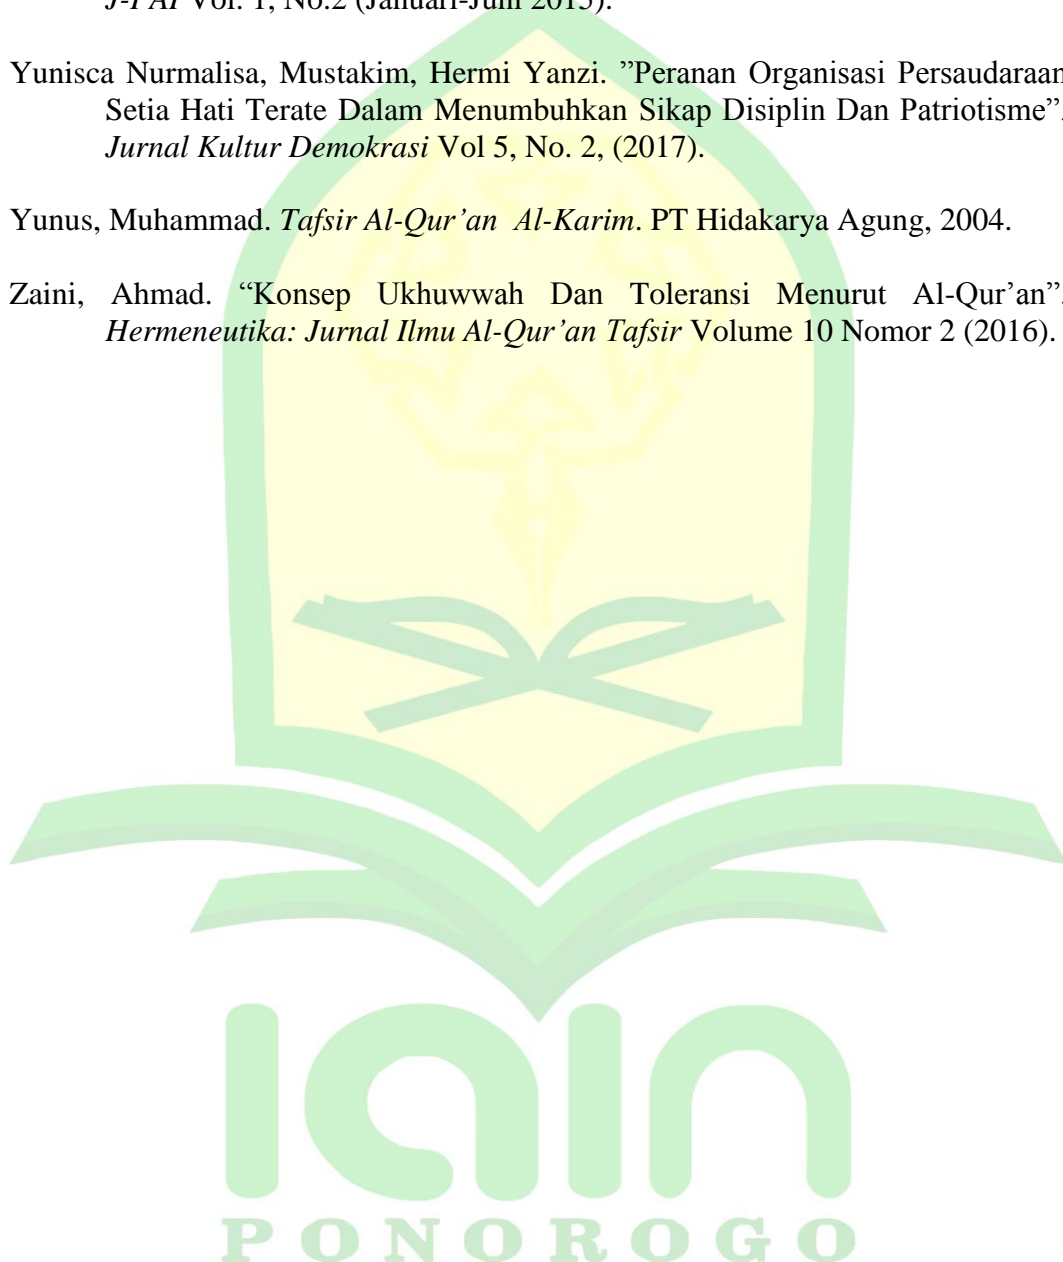 J-PAI Vol. 1, No.2 (Januari-Juni 2015).
Yunisca Nurmalisa, Mustakim, Hermi Yanzi. ”Peranan Organisasi Persaudaraan
Setia Hati Terate Dalam Menumbuhkan Sikap Disiplin Dan Patriotisme”.
Jurnal Kultur Demokrasi Vol 5, No. 2, (2017).
Yunus, Muhammad. Tafsir Al-Qur’an Al-Karim. PT Hidakarya Agung, 2004.
Zaini, Ahmad. “Konsep Ukhuwwah Dan Toleransi Menurut Al-Qur’an”.
Hermeneutika: Jurnal Ilmu Al-Qur’an Tafsir Volume 10 Nomor 2 (2016).
IAIN
PONOROGO